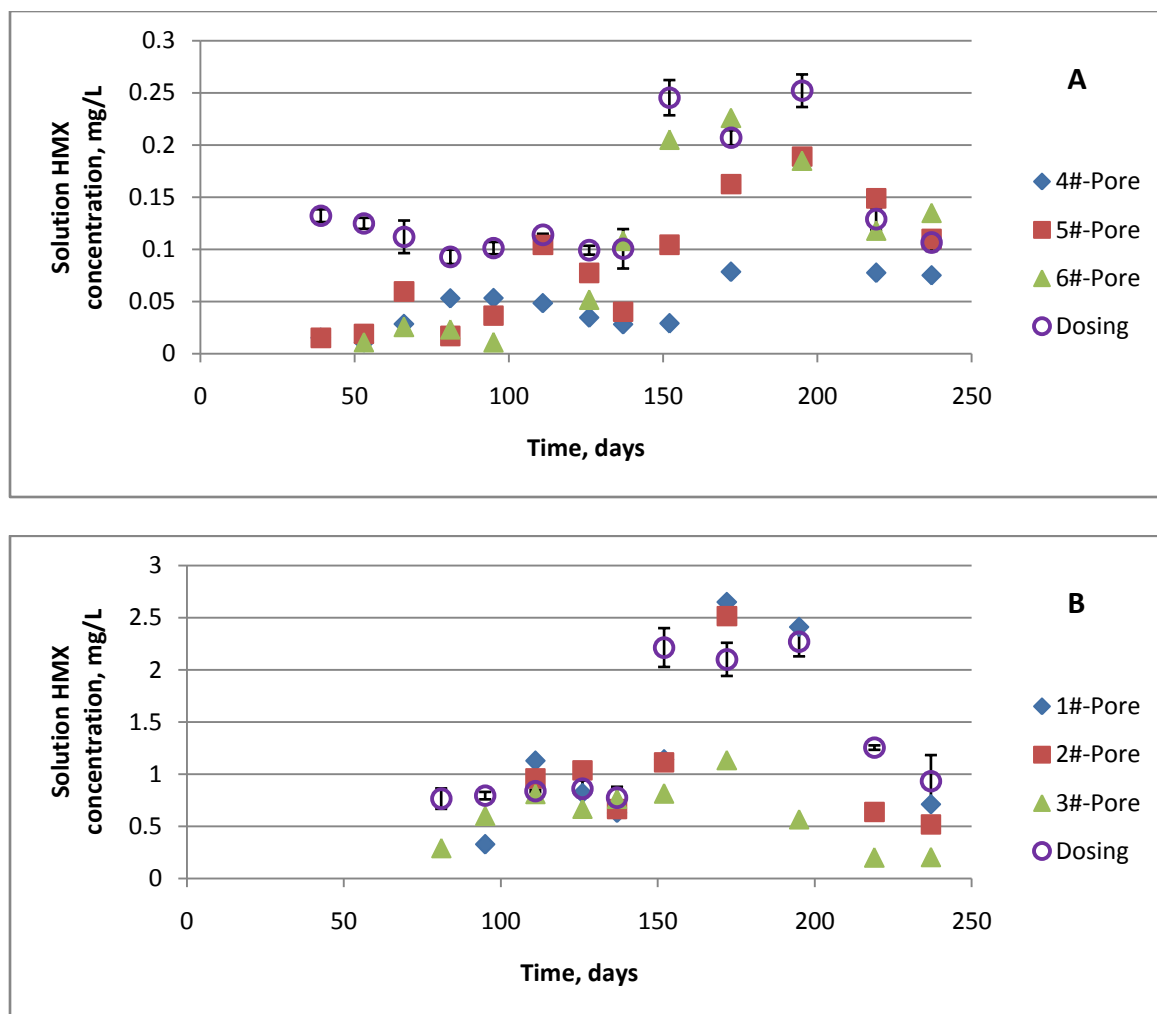 A
Solution HMX
concentration, mg/L
0.3
0.25
0.2
0.15
0.1
0.05
0
0 50 100 150 200 250
Time, days
4#-Pore
5#-Pore
6#-Pore
Dosing
B
Solution HMX
concentration, mg/L
3
2.5
2
1.5
1
0.5
0
0 50 100 150 200 250
Time, days
1#-Pore
2#-Pore
3#-Pore
Dosing